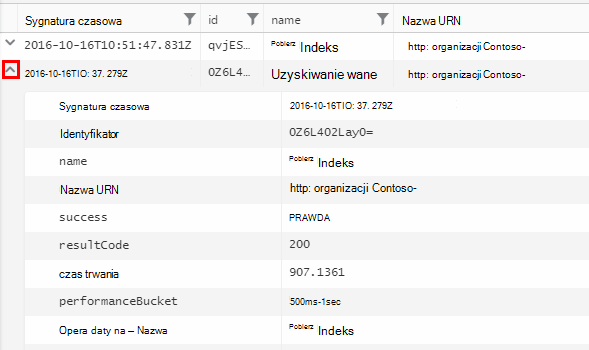 Sygnatura czasowa id name Nazwa URN
2016-10-16T10:51:47.831Z qvjES… Pobierz Indeks http: organizacji Contoso-
2016-10-16TIO: 37. 279Z 0Z6L4… Uzyskiwanie wane http: organizacji Contoso-
Sygnatura czasowa 2016-10-16TIO: 37. 279Z
Identyfikator 0Z6L402Lay0=
name Pobierz Indeks
Nazwa URN http: organizacji Contoso-
success PRAWDA
resultCode 200
czas trwania 907.1361
performanceBucket 500ms-1sec
Opera daty na – Nazwa Pobierz Indeks